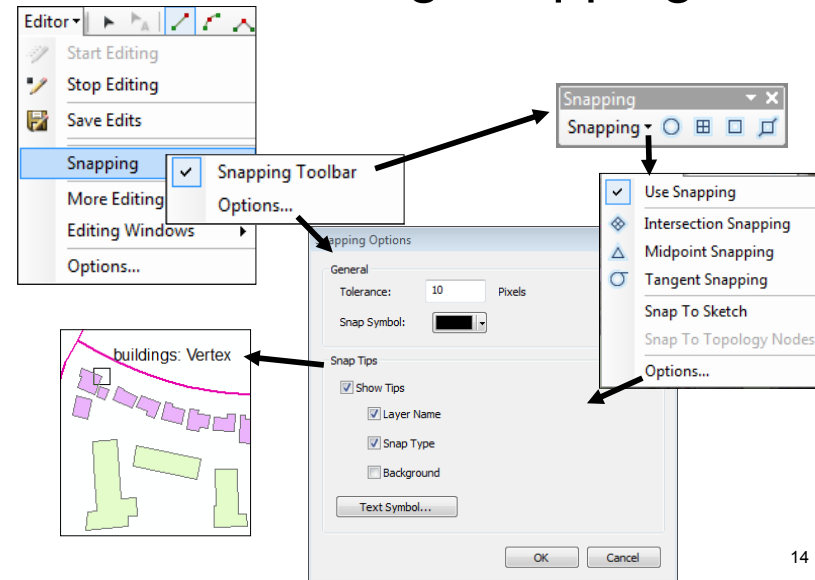 Editor
Start Editing
Stop Editing
Save Edits
Snapping
More Editing
Editing Windows
Options...
Snapping Toolbar
Options...
Snapping
Snapping
Use Snapping
Intersection Snapping
Midpoint Snapping
Tangent Snapping
Snap To Sketch
Snap To Topology Nodes
Options...
Snapping Options
General
Tolerance: 10 Pixels
Snap Symbol:
Snap Tips
Show Tips
Layer Name
Snap Type
Background
Text Symbol...
OK Cancel
buildings: Vertex
14